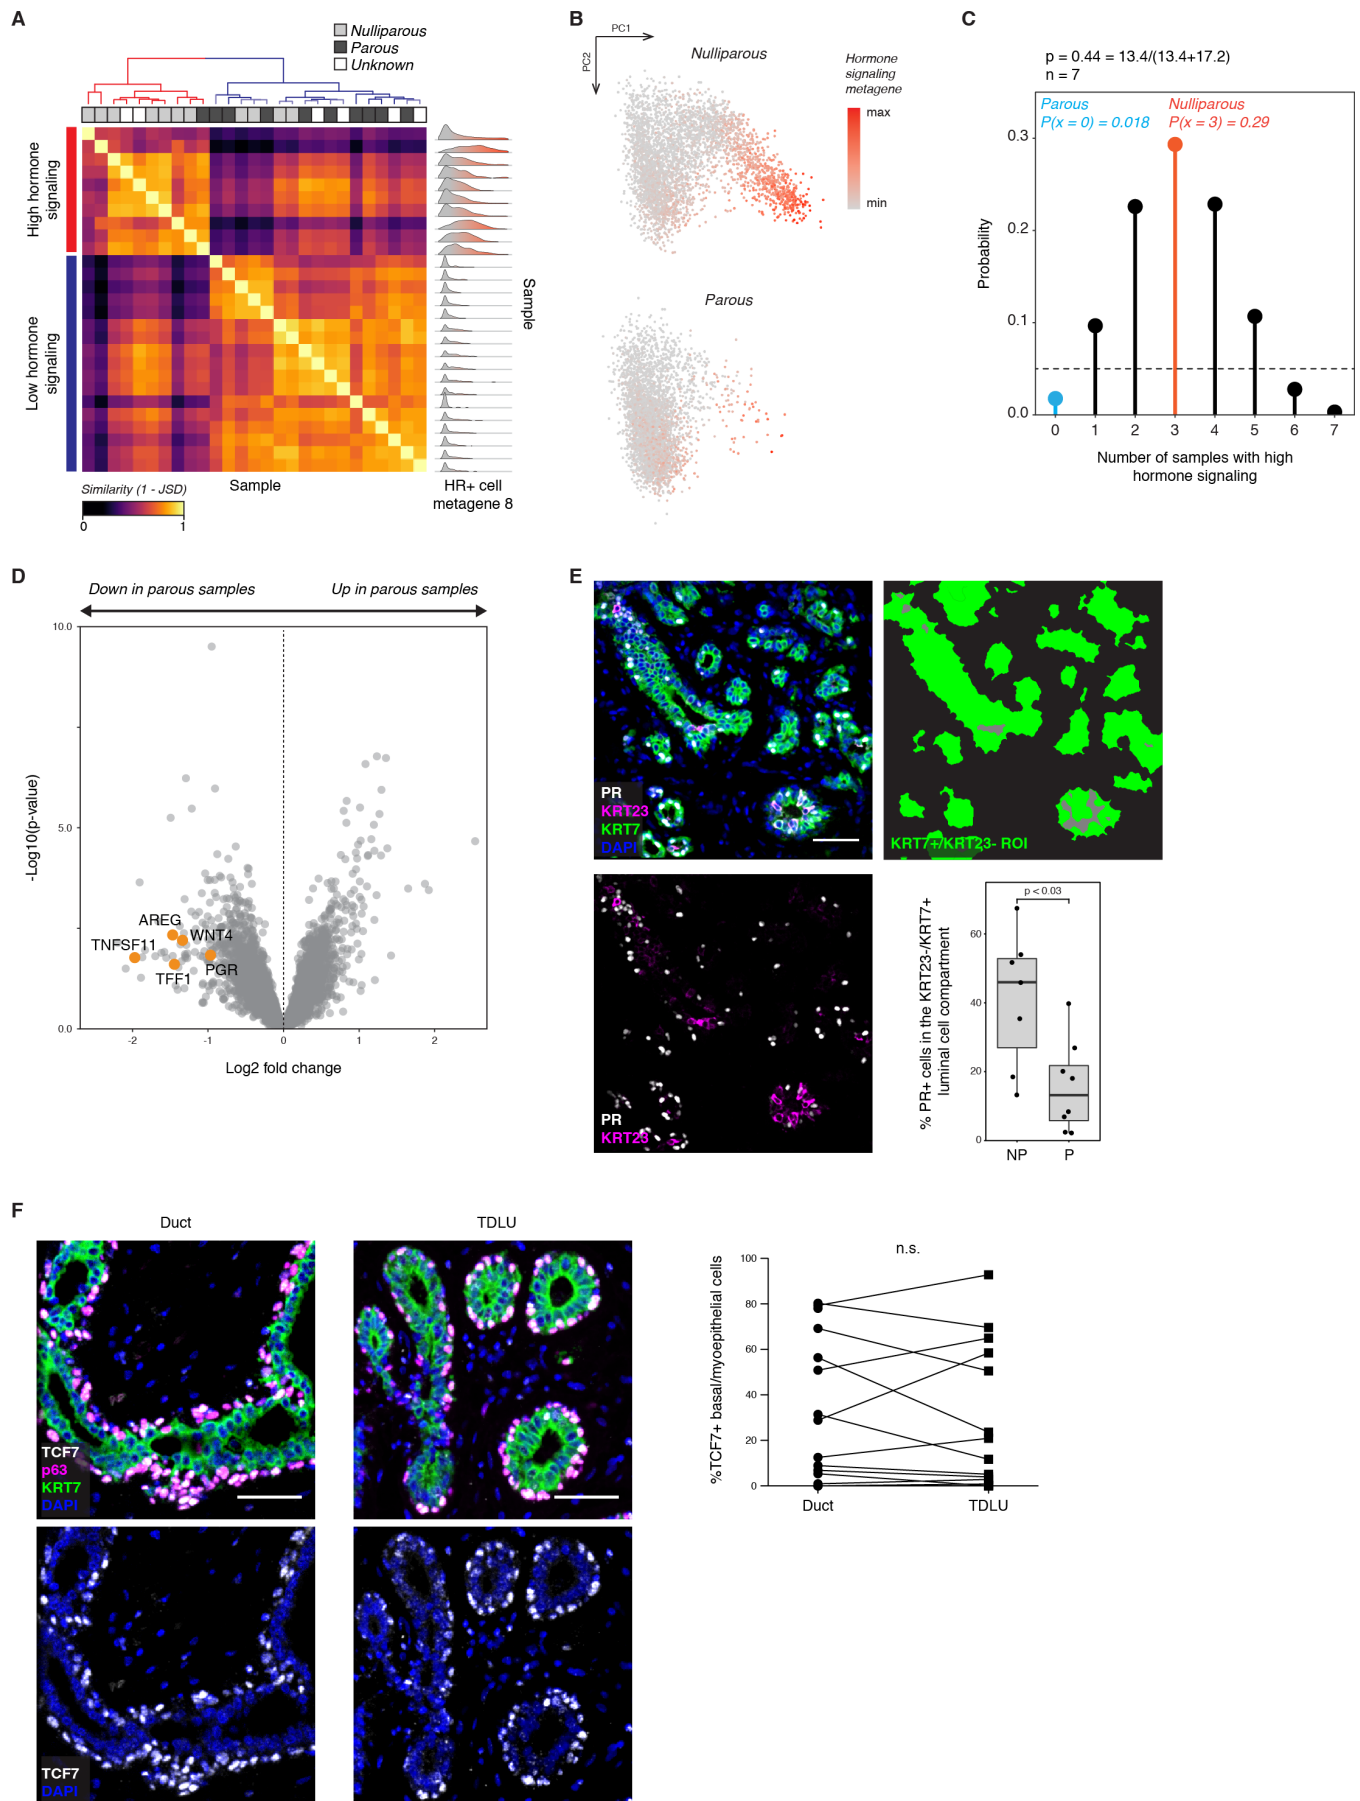 A
Nulliparous
Parous
Unknown
High hormone
signaling
Low hormone
signaling
Sample
Similarity (1 - JSD)
0
1
Sample
HR+ cell
metagene 8
B
PC1
PC2
Nulliparous
Hormone
signaling
metagene
max
min
Parous
C
p = 0.44 = 13.4/(13.4+17.2)
n = 7
Parous
P(x = 0) = 0.018
Nulliparous
P(x = 3) = 0.29
Probability
0.3
0.2
0.1
0.0
0 1 2 3 4 5 6 7
Number of samples with high
hormone signaling
D
Down in parous samples
Up in parous samples
-Log10(p-value)
10.0
5.0
0.0
AREG
WNT4
TNFSF11
PGR
TFF1
-2 -1 0 1 2
Log2 fold change
E
PR
KRT23
KRT7
DAPI
KRT7+/KRT23- ROI
PR
KRT23
% PR+ cells in the KRT23-/KRT7+
luminal cell compartment
p < 0.03
60
40
20
0
NP P
F
Duct
TDLU
TCF7
p63
KRT7
DAPI
TCF7
DAPI
n.s.
%TCF7+ basal/myoepithelial cells
100
80
60
40
20
0
Duct TDLU